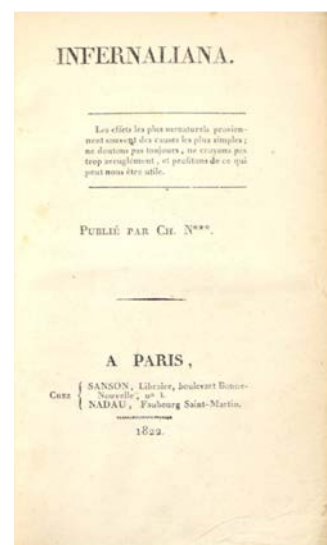 INFERNALIANA.
Les effets les plus surnaturels provien-
nent souvent des causes les plus simples ;
ne doutons pas toujours, ne croyons pas
trop aveuglément, et profitons de ce qui
peut nous être utile.
PUBLIÉ PAR CH. N***.
A PARIS,
CHEZ { SANSON, Libraire, boulevart Bonne-
Nouvelle, nº 1.
NADAU, Faubourg Saint-Martin.
1822.